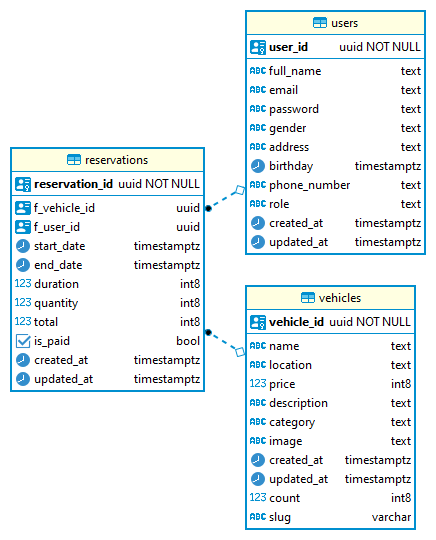 users
user_id uuid NOT NULL
ABC full_name text
ABC email text
ABC password text
ABC gender text
ABC address text
birthday timestamptz
ABC phone_number text
ABC role text
created_at timestamptz
updated_at timestamptz
reservations
reservation_id uuid NOT NULL
f_vehicle_id uuid
f_user_id uuid
start_date timestamptz
end_date timestamptz
123 duration int8
123 quantity int8
123 total int8
is_paid bool
created_at timestamptz
updated_at timestamptz
vehicles
vehicle_id uuid NOT NULL
ABC name text
ABC location text
123 price int8
ABC description text
ABC category text
ABC image text
created_at timestamptz
updated_at timestamptz
123 count int8
ABC slug varchar